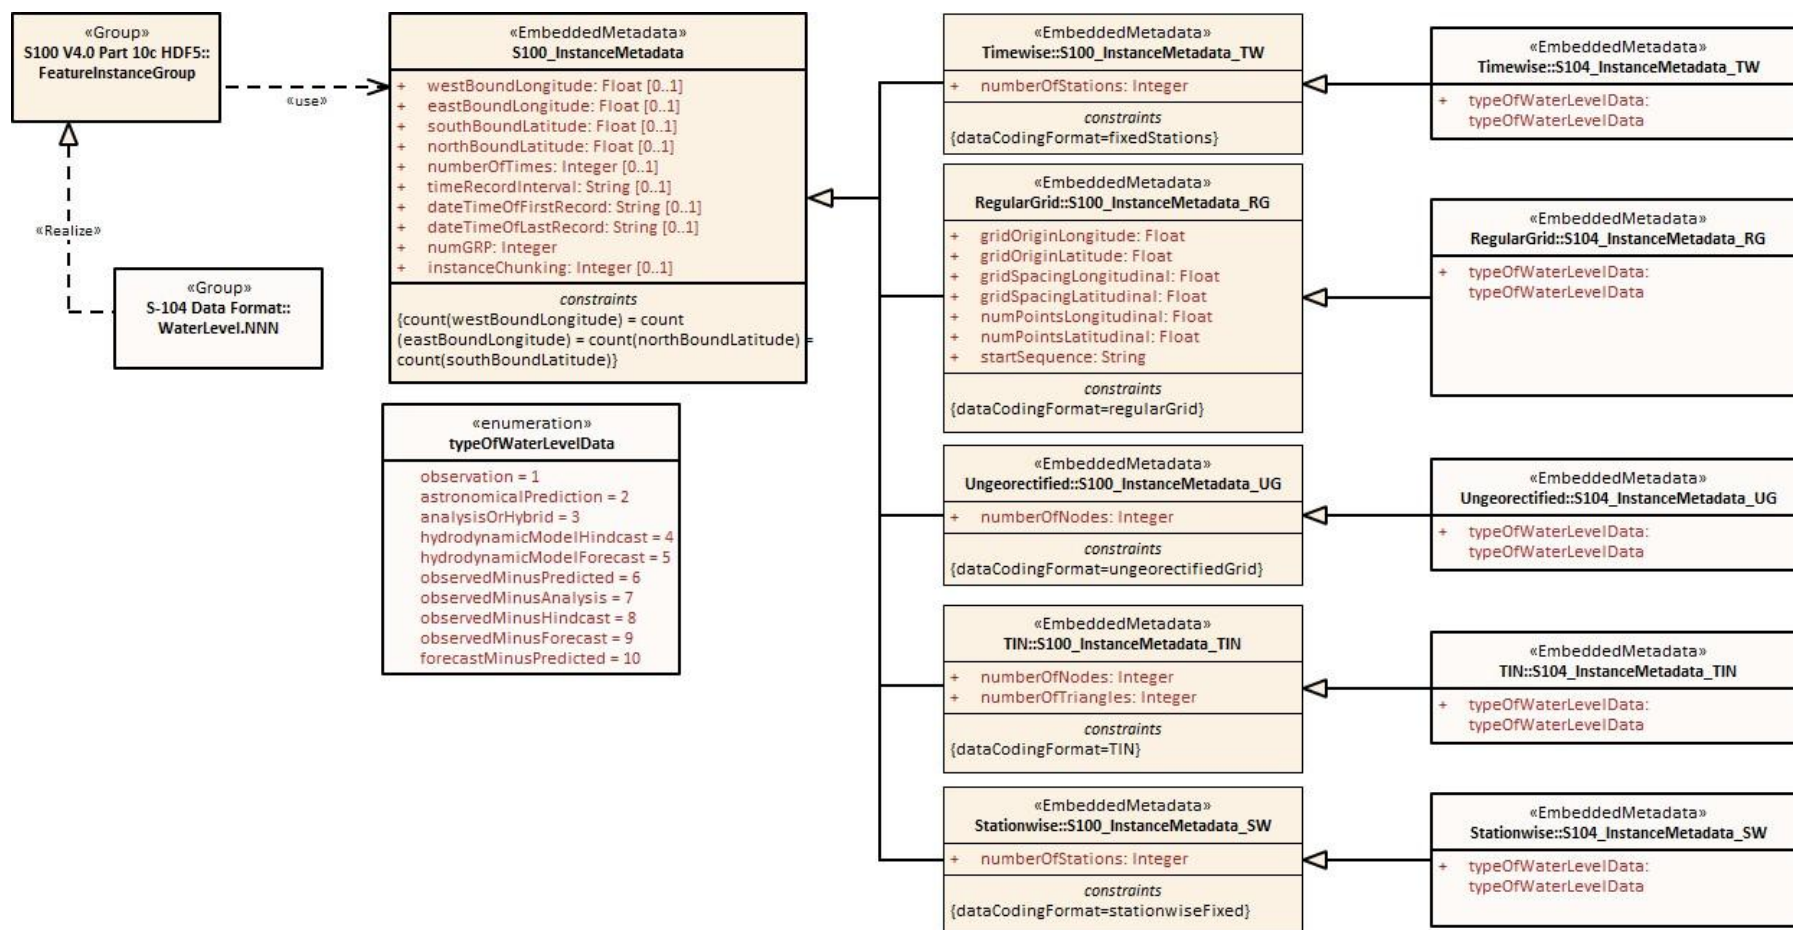 «Group»
S100 V4.0 Part 10c HDF5::
FeatureInstanceGroup
«use»
«Realize»
«Group»
S-104 Data Format::
WaterLevel.NNN
«EmbeddedMetadata»
S100_InstanceMetadata
+ westBoundLongitude: Float [0..1]
+ eastBoundLongitude: Float [0..1]
+ southBoundLatitude: Float [0..1]
+ northBoundLatitude: Float [0..1]
+ numberOfTimes: Integer [0..1]
+ timeRecordInterval: String [0..1]
+ dateTimeOfFirstRecord: String [0..1]
+ dateTimeOfLastRecord: String [0..1]
+ numGRP: Integer
+ instanceChunking: Integer [0..1]
constraints
{count(westBoundLongitude) = count
(eastBoundLongitude) = count(northBoundLatitude) =
count(southBoundLatitude)}
«enumeration»
typeOfWaterLevelData
observation = 1
astronomicalPrediction = 2
analysisOrHybrid = 3
hydrodynamicModelHindcast = 4
hydrodynamicModelForecast = 5
observedMinusPredicted = 6
observedMinusAnalysis = 7
observedMinusHindcast = 8
observedMinusForecast = 9
forecastMinusPredicted = 10
«EmbeddedMetadata»
Timewise::S100_InstanceMetadata_TW
+ numberOfStations: Integer
constraints
{dataCodingFormat=fixedStations}
«EmbeddedMetadata»
RegularGrid::S100_InstanceMetadata_RG
+ gridOriginLongitude: Float
+ gridOriginLatitude: Float
+ gridSpacingLongitudinal: Float
+ gridSpacingLatitudinal: Float
+ numPointsLongitudinal: Float
+ numPointsLatitudinal: Float
+ startSequence: String
constraints
{dataCodingFormat=regularGrid}
«EmbeddedMetadata»
Ungeorectified::S100_InstanceMetadata_UG
+ numberOfNodes: Integer
constraints
{dataCodingFormat=ungeorectifiedGrid}
«EmbeddedMetadata»
TIN::S100_InstanceMetadata_TIN
+ numberOfNodes: Integer
+ numberOfTriangles: Integer
constraints
{dataCodingFormat=TIN}
«EmbeddedMetadata»
Stationwise::S100_InstanceMetadata_SW
+ numberOfStations: Integer
constraints
{dataCodingFormat=stationwiseFixed}
«EmbeddedMetadata»
Timewise::S104_InstanceMetadata_TW
+ typeOfWaterLevelData:
typeOfWaterLevelData
«EmbeddedMetadata»
RegularGrid::S104_InstanceMetadata_RG
+ typeOfWaterLevelData:
typeOfWaterLevelData
«EmbeddedMetadata»
Ungeorectified::S104_InstanceMetadata_UG
+ typeOfWaterLevelData:
typeOfWaterLevelData
«EmbeddedMetadata»
TIN::S104_InstanceMetadata_TIN
+ typeOfWaterLevelData:
typeOfWaterLevelData
«EmbeddedMetadata»
Stationwise::S104_InstanceMetadata_SW
+ typeOfWaterLevelData:
typeOfWaterLevelData